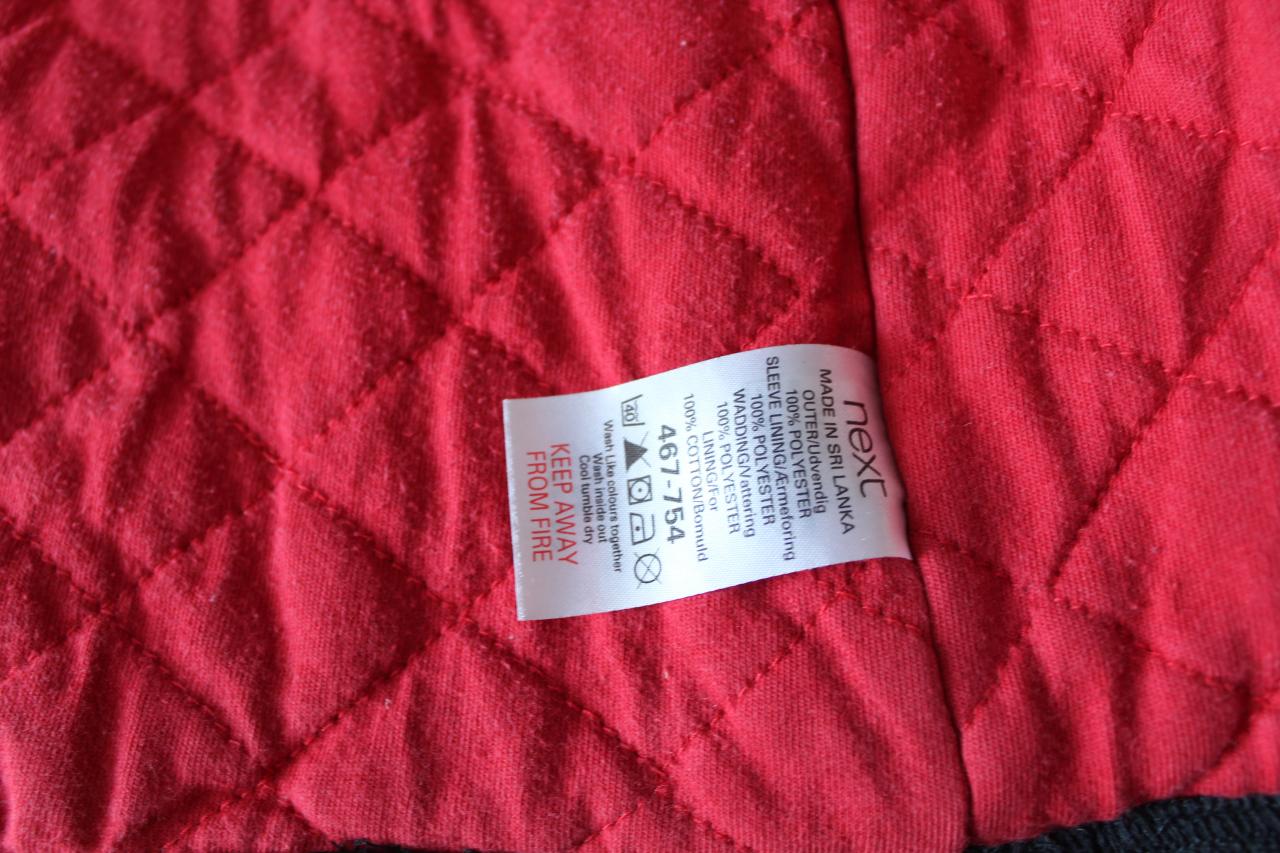 next
MADE IN SRI LANKA
OUTER/Udvendig
100% POLYESTER
SLEEVE LINING/Ærmeforing
100% POLYESTER
WADDING/Vattering
100% POLYESTER
LINING/For
100% COTTON/Bomuld
467-754
40
Wash Like colours together
Wash inside out
Cool tumble dry
KEEP AWAY
FROM FIRE